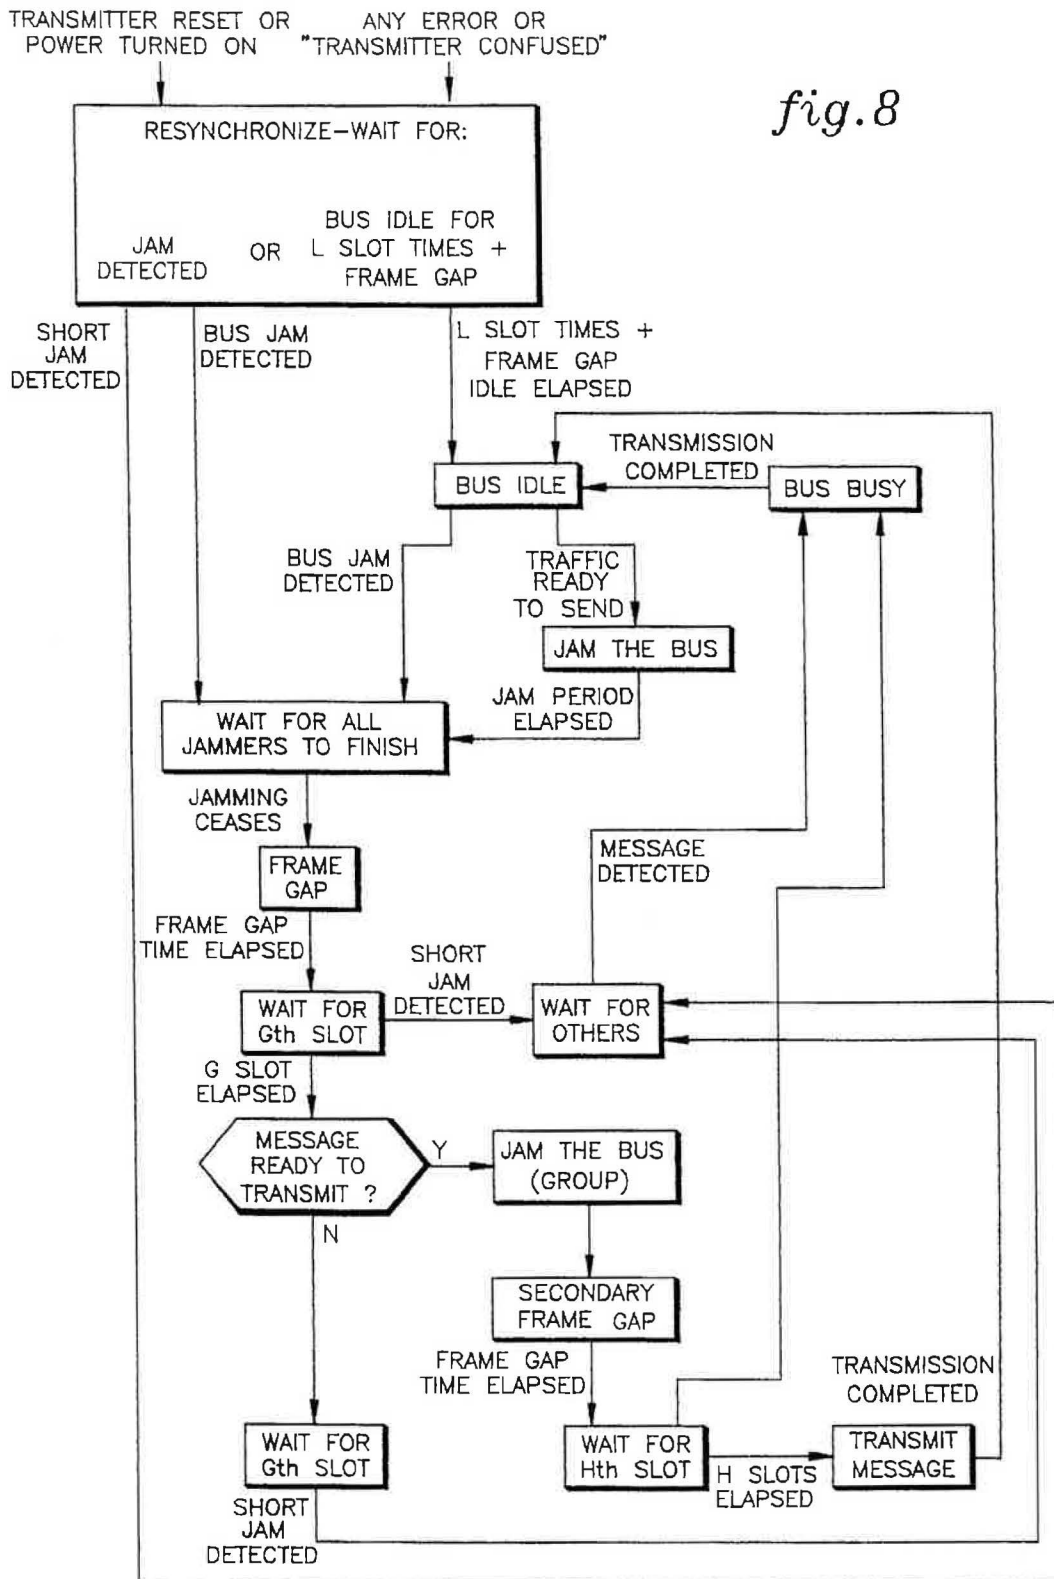 TRANSMITTER RESET OR
POWER TURNED ON
ANY ERROR OR
"TRANSMITTER CONFUSED"
fig.8
RESYNCHRONIZE-WAIT FOR:
JAM
DETECTED
OR
BUS IDLE FOR
L SLOT TIMES +
FRAME GAP
SHORT
JAM
DETECTED
BUS JAM
DETECTED
L SLOT TIMES +
FRAME GAP
IDLE ELAPSED
TRANSMISSION
COMPLETED
BUS IDLE
BUS BUSY
BUS JAM
DETECTED
TRAFFIC
READY
TO SEND
JAM THE BUS
JAM PERIOD
ELAPSED
WAIT FOR ALL
JAMMERS TO FINISH
JAMMING
CEASES
MESSAGE
DETECTED
FRAME
GAP
FRAME GAP
TIME ELAPSED
SHORT
JAM
DETECTED
WAIT FOR
Gth SLOT
WAIT FOR
OTHERS
G SLOT
ELAPSED
MESSAGE
READY TO
TRANSMIT ?
Y
JAM THE BUS
(GROUP)
N
SECONDARY
FRAME GAP
FRAME GAP
TIME ELAPSED
TRANSMISSION
COMPLETED
WAIT FOR
Gth SLOT
WAIT FOR
Hth SLOT
H SLOTS
ELAPSED
TRANSMIT
MESSAGE
SHORT
JAM
DETECTED